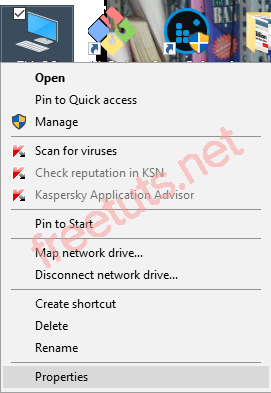 Open
Pin to Quick access
Manage
Scan for viruses
Check reputation in KSN
Kaspersky Application Advisor
Pin to Start
Map network drive...
Disconnect network drive...
Create shortcut
Delete
Rename
Properties
freetuts.net